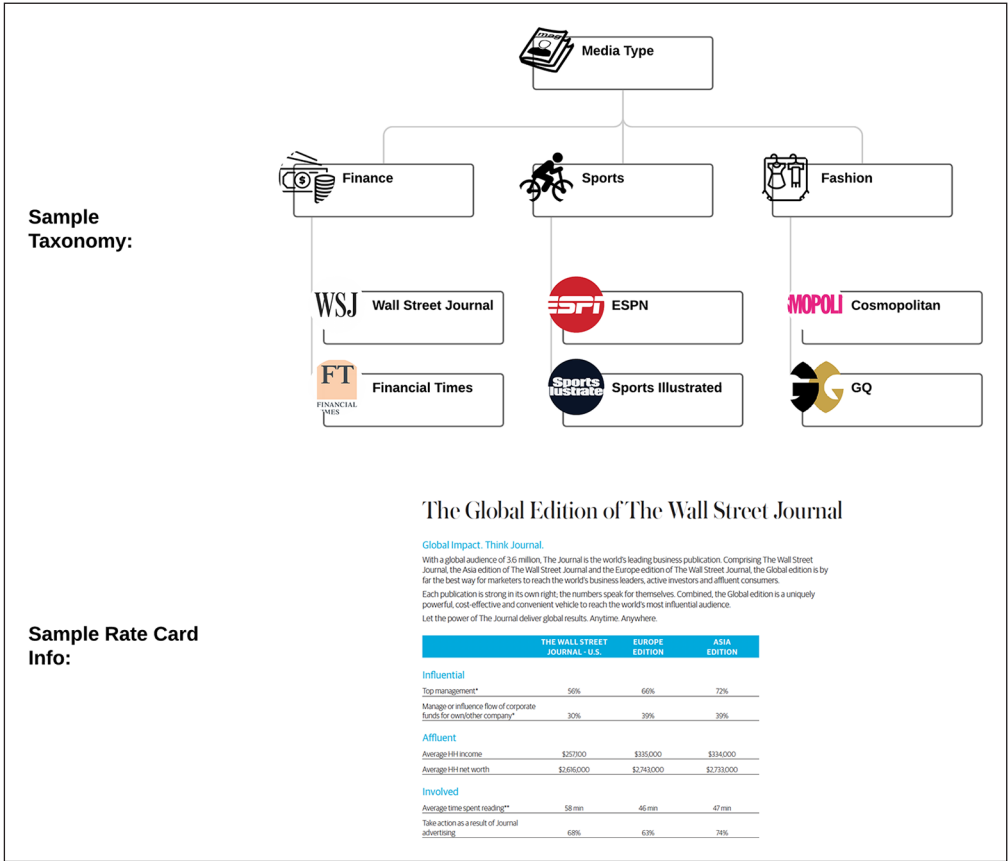 mag
Media Type
Finance
Sports
Fashion
Sample
Taxonomy:
WSJ
Wall Street Journal
ESPN
MOPOLI
Cosmopolitan
FT
FINANCIAL
Financial Times
Sports
Sports Illustrated
GQ
The Global Edition of The Wall Street Journal
Global Impact. Think Journal.
With a global audience of 3.6 million, The Journal is the world's leading business publication. Comprising The Wall Street
Journal, the Asia edition of The Wall Street Journal and the Europe edition of The Wall Street Journal, the Global edition is by
far the best way for marketers to reach the world's business leaders, active investors and affluent consumers.
Each publication is strong in its own right; the numbers speak for themselves. Combined, the Global edition is a uniquely
powerful, cost-effective and convenient vehicle to reach the world's most influential audience.
Let the power of The Journal deliver global results. Anytime. Anywhere.
Sample Rate Card
Info:
THE WALL STREET EUROPE ASIA
JOURNAL - U.S. EDITION EDITION
Influential
Top management* 56% 66% 72%
Manage or influence flow of corporate
funds for own/other company* 30% 39% 39%
Affluent
Average HH income $257,100 $335,000 $334,000
Average HH net worth $2,616,000 $2,743,000 $2,733,000
Involved
Average time spent reading** 58 min 46 min 47 min
Take action as a result of Journal
advertising 68% 63% 74%